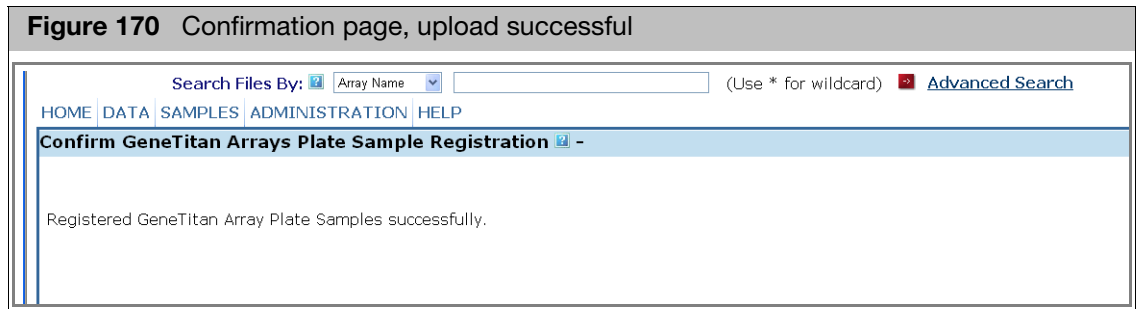 Figure 170 Confirmation page, upload successful
Search Files By: ? Array Name (Use * for wildcard) Advanced Search
HOME DATA SAMPLES ADMINISTRATION HELP
Confirm GeneTitan Arrays Plate Sample Registration ? -
Registered GeneTitan Array Plate Samples successfully.